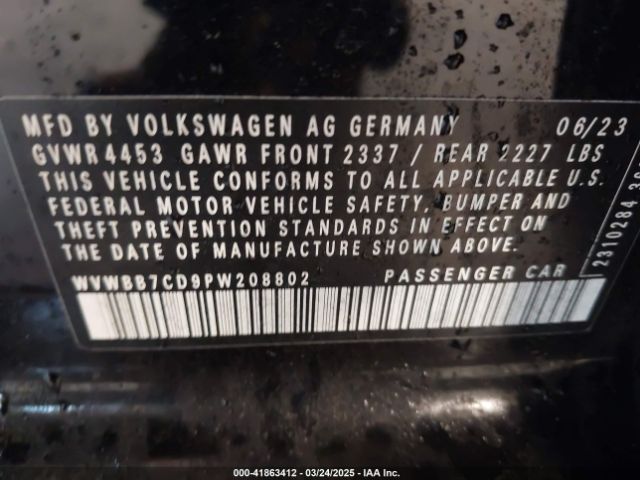 MFD BY VOLKSWAGEN AG GERMANY 06/23
GVWR4453 GAWR FRONT 2337 / REAR 2227 LBS
THIS VEHICLE CONFORMS TO ALL APPLICABLE U.S.
FEDERAL MOTOR VEHICLE SAFETY, BUMPER AND
THEFT PREVENTION STANDARDS IN EFFECT ON
THE DATE OF MANUFACTURE SHOWN ABOVE.
WVWBB7CD9PW208802 PASSENGER CAR
2310284
000-41863412 - 03/24/2025 - IAA Inc.